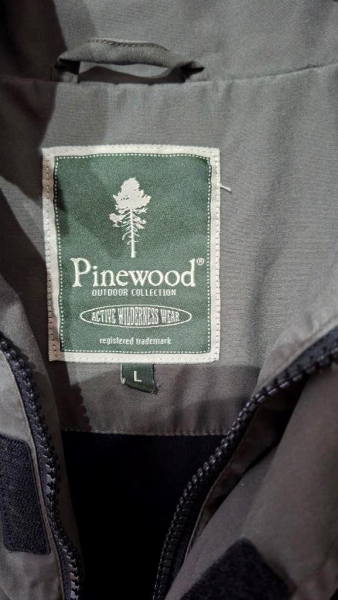 Pinewood®
OUTDOOR COLLECTION
ACTIVE WILDERNESS WEAR
registered trademark
L